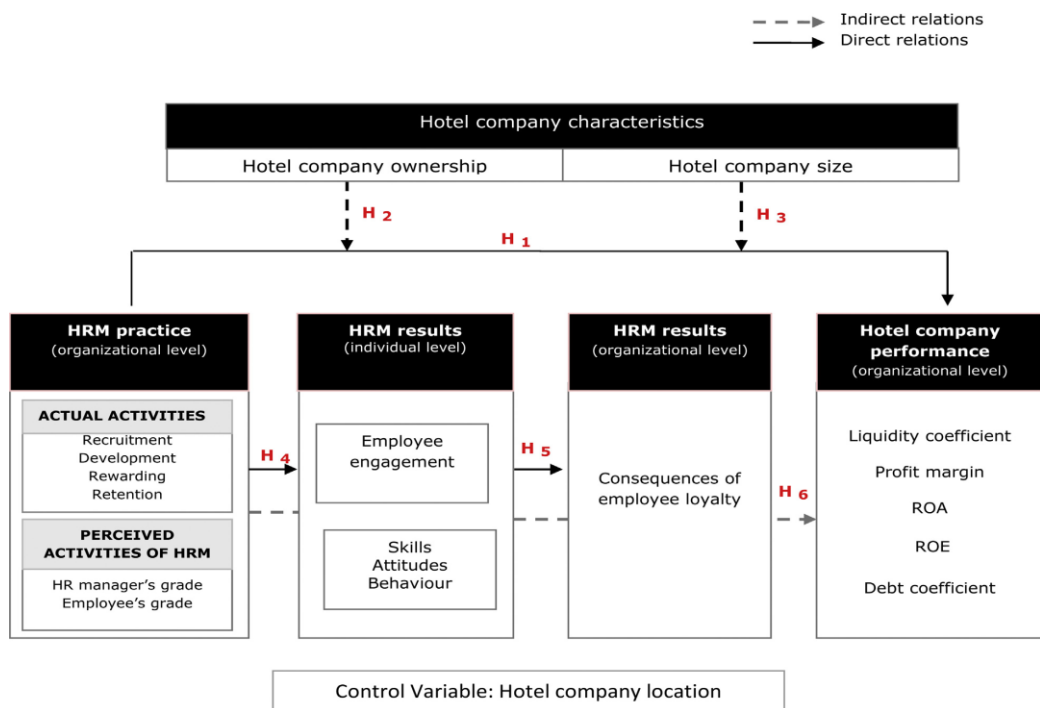 Indirect relations
Direct relations
Hotel company characteristics
Hotel company ownership
Hotel company size
H 2
H 3
H 1
HRM practice
(organizational level)
HRM results
(individual level)
HRM results
(organizational level)
Hotel company
performance
(organizational level)
ACTUAL ACTIVITIES
Recruitment
Development
Rewarding
Retention
PERCEIVED
ACTIVITIES OF HRM
HR manager's grade
Employee's grade
H 4
Employee
engagement
Skills
Attitudes
Behaviour
H 5
Consequences of
employee loyalty
H 6
Liquidity coefficient
Profit margin
ROA
ROE
Debt coefficient
Control Variable: Hotel company location